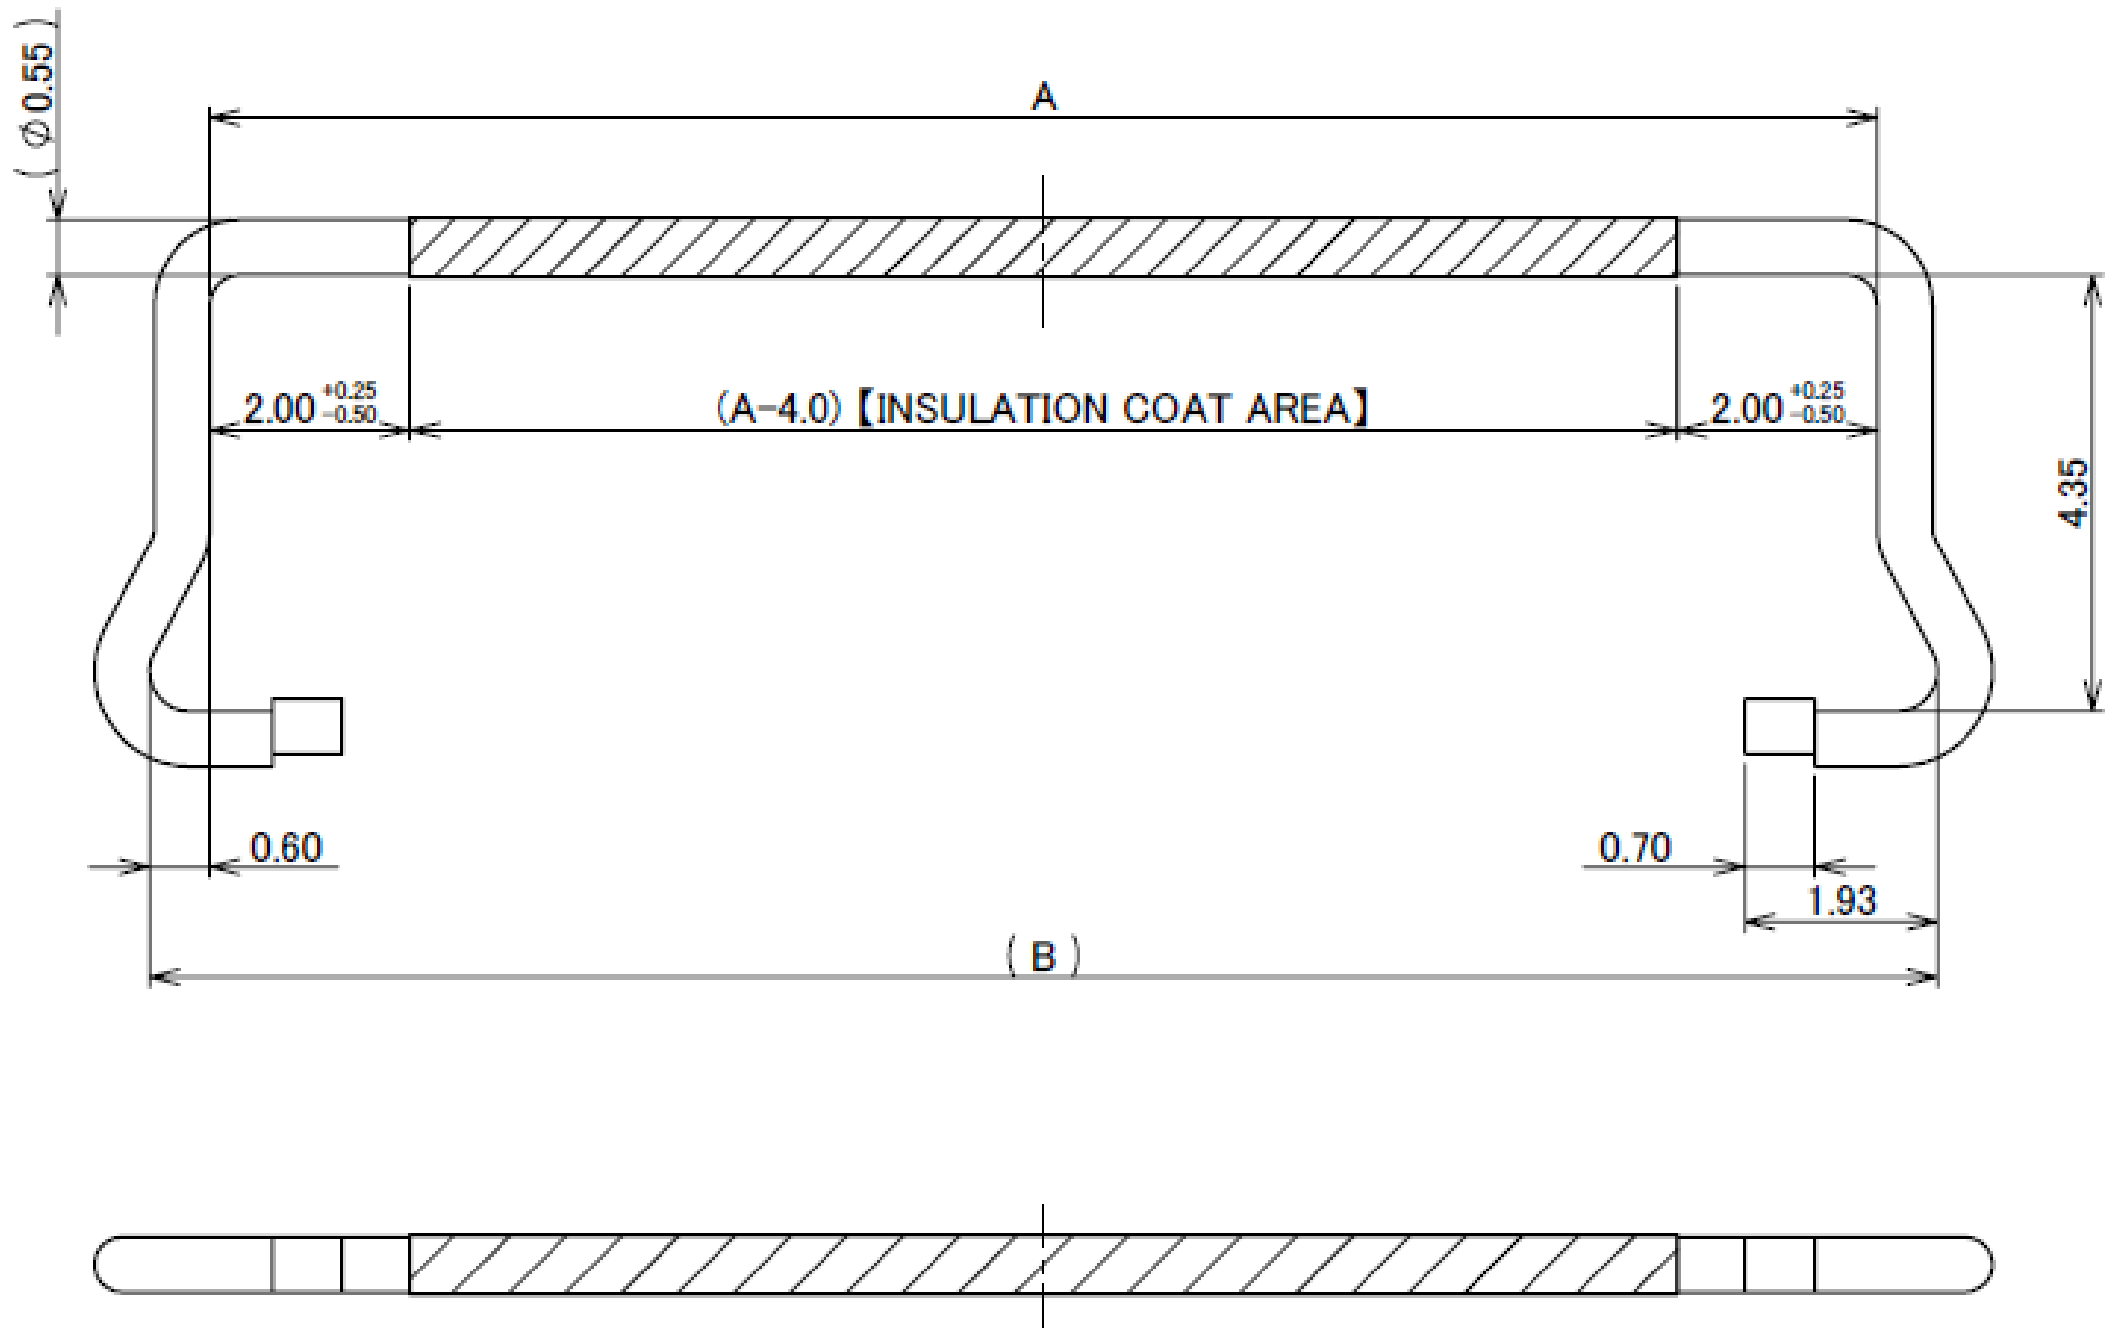 (Ø0.55)
A
2.00 +0.25 -0.50
(A-4.0)【INSULATION COAT AREA】
2.00 +0.25 -0.50
4.35
0.60
0.70
1.93
(B)